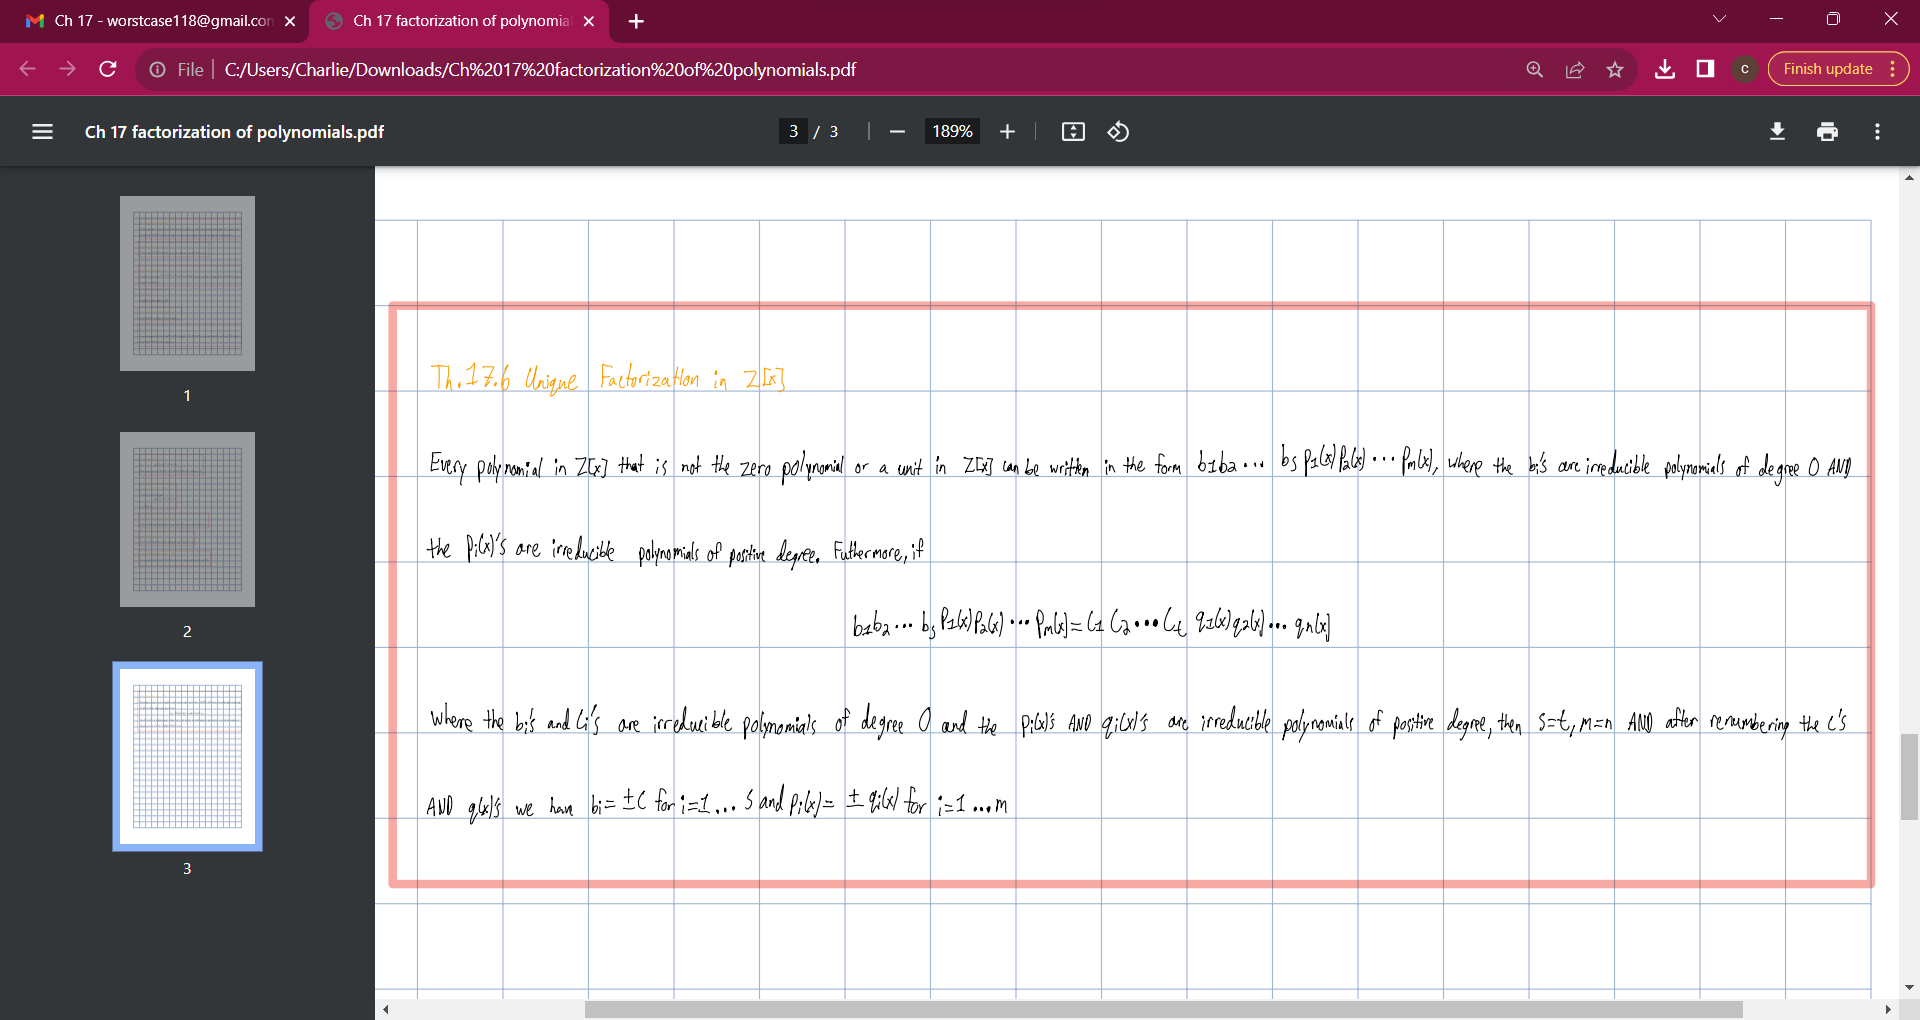 Ch 17 - worstcase118@gmail.con
Ch 17 factorization of polynomia
File
C:/Users/Charlie/Downloads/Ch%2017%20factorization%20of%20polynomials.pdf
C
Finish update
Ch 17 factorization of polynomials.pdf
3 / 3
189%
1
2
3
Th.17.6 Unique Factorization in Z[x]
Every polynomial in Z[x] that is not the zero polynomial or a unit in Z[x] can be written in the form b1b2... bs P1(x)P2(x)...Pm(x), where the bi's are irreducible polynomials of degree 0 AND
the Pi(x)'s are irreducible polynomials of positive degree. Futhermore, if
b1b2...bs P1(x)P2(x)...Pm(x)=C1 C2...Ct q1(x)q2(x)...qn(x)
Where the bi's and Ci's are irreducible polynomials of degree 0 and the Pi(x)'s AND qi(x)'s are irreducible polynomials of positive degree, then s=t, m=n AND after renumbering the C's
AND q(x)'s we have bi= ±C for i=1... s and Pi(x)= ± qi(x) for i=1...m